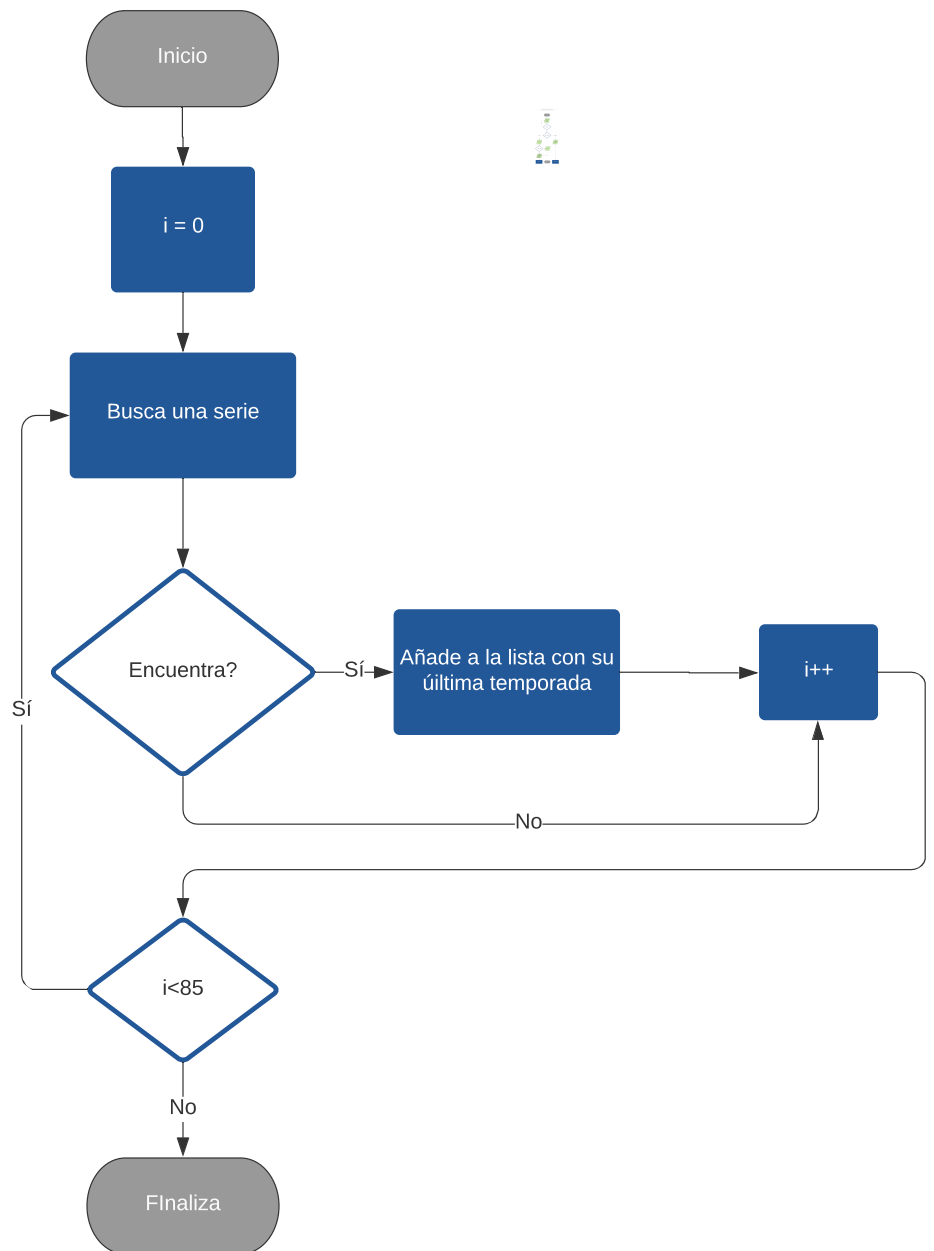 Inicio
i = 0
Busca una serie
Encuentra?
Sí
Añade a la lista con su
úiltima temporada
i++
Sí
No
i<85
No
FInaliza